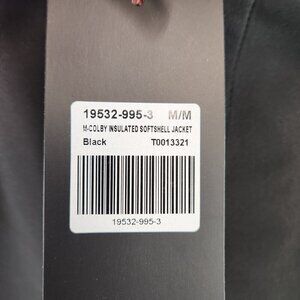 19532-995-3 M/M
M-COLBY INSULATED SOFTSHELL JACKET
Black T0013321
19532-995-3